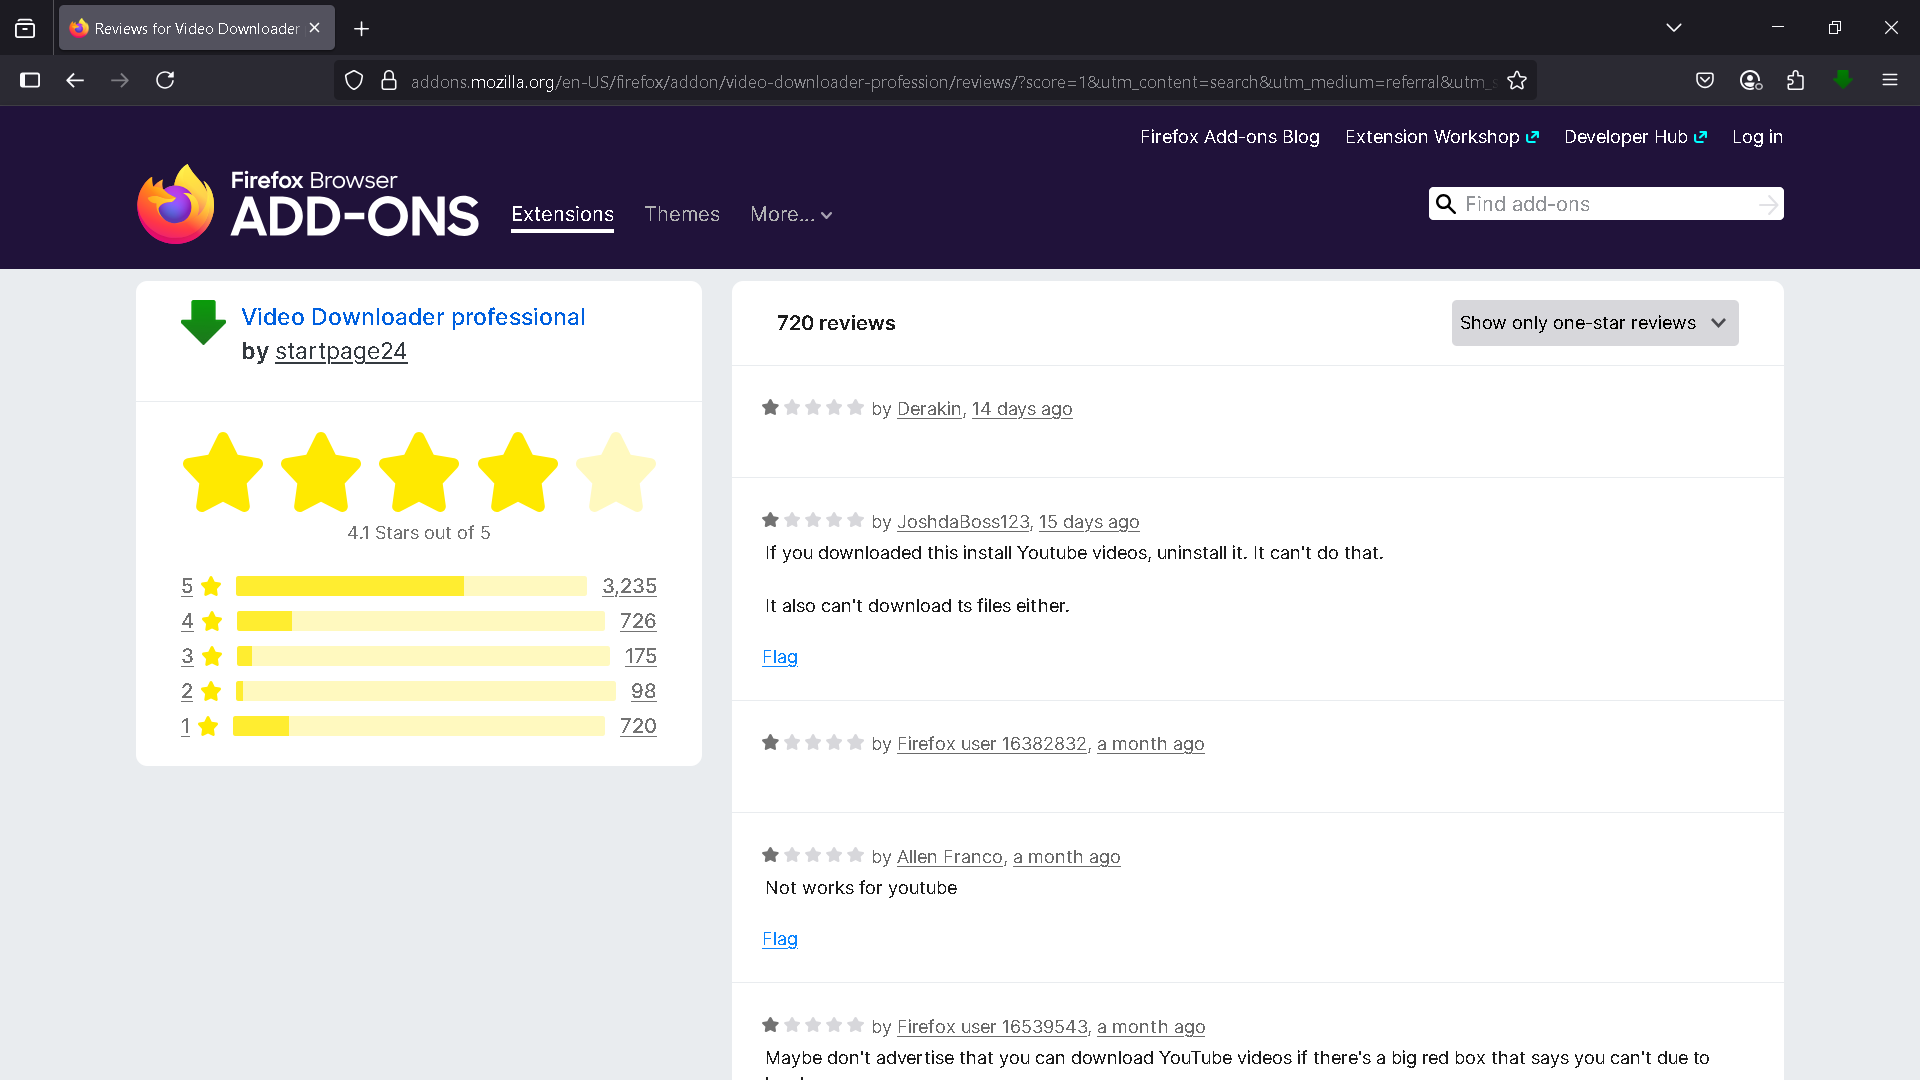 Reviews for Video Downloader
addons.mozilla.org/en-US/firefox/addon/video-downloader-profession/reviews/?score=1&utm_content=search&utm_medium=referral&utm_s
Firefox Add-ons Blog
Extension Workshop
Developer Hub
Log in
Firefox Browser
ADD-ONS
Extensions
Themes
More...
Find add-ons
Video Downloader professional
by startpage24
4.1 Stars out of 5
5 3,235
4 726
3 175
2 98
1 720
720 reviews
Show only one-star reviews
by Derakin, 14 days ago
by JoshdaBoss123, 15 days ago
If you downloaded this install Youtube videos, uninstall it. It can't do that.
It also can't download ts files either.
Flag
by Firefox user 16382832, a month ago
by Allen Franco, a month ago
Not works for youtube
Flag
by Firefox user 16539543, a month ago
Maybe don't advertise that you can download YouTube videos if there's a big red box that says you can't due to